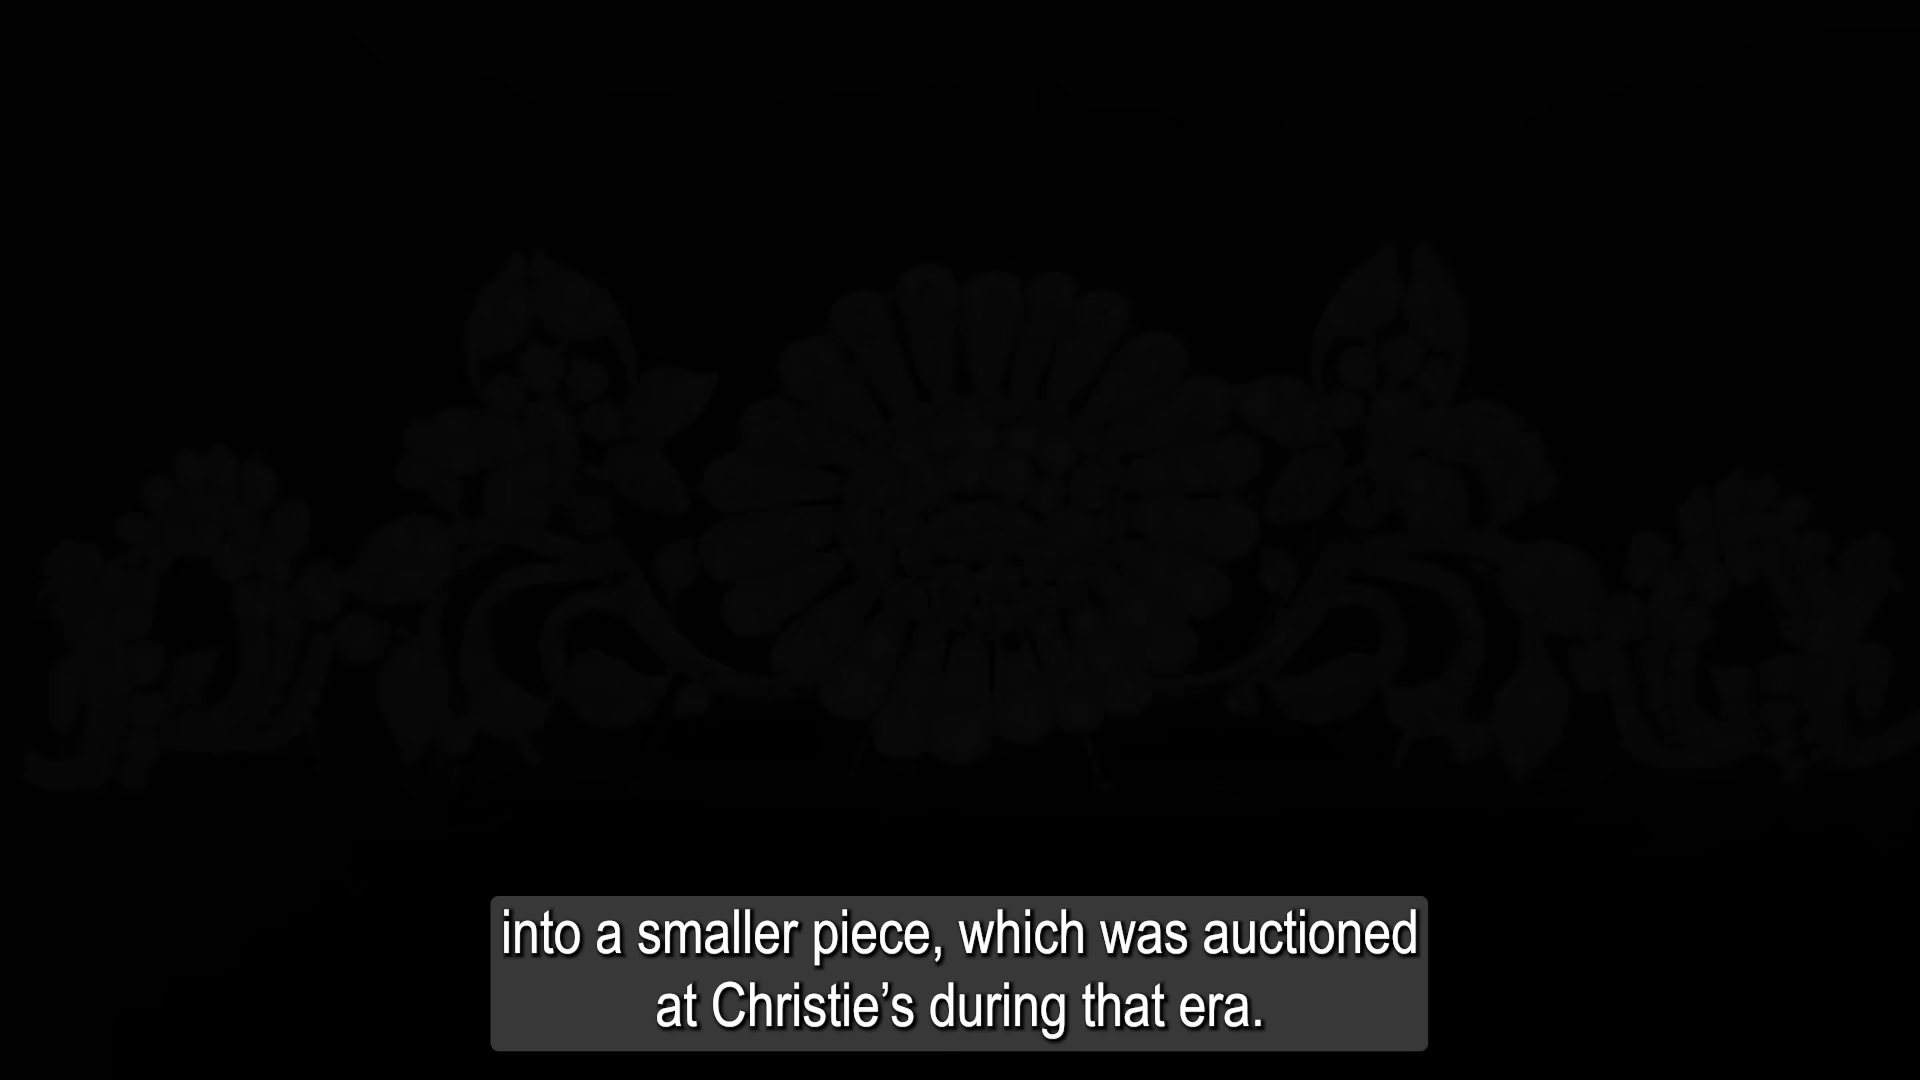 into a smaller piece, which was auctioned
at Christie’s during that era.